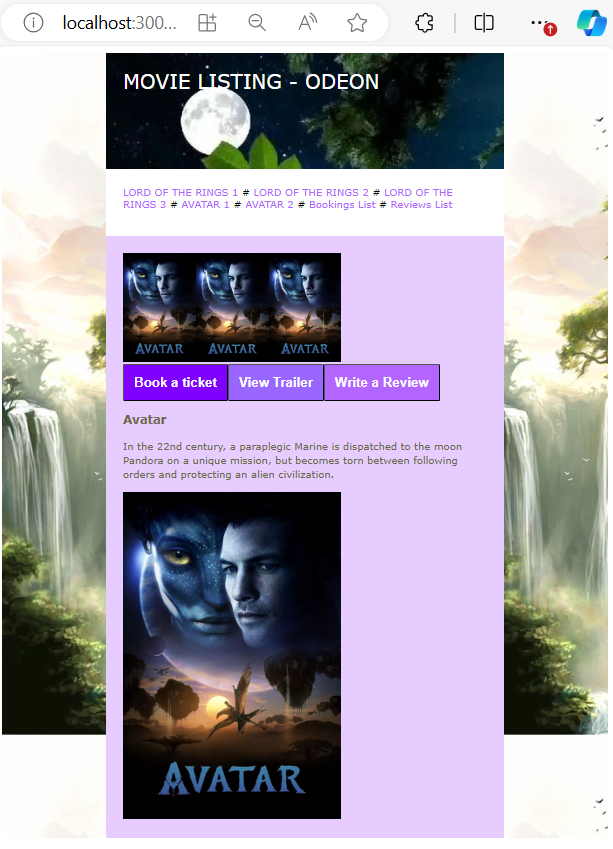 localhost:300...
MOVIE LISTING - ODEON
LORD OF THE RINGS 1 # LORD OF THE RINGS 2 # LORD OF THE
RINGS 3 # AVATAR 1 # AVATAR 2 # Bookings List # Reviews List
AVATAR AVATAR AVATAR
Book a ticket View Trailer Write a Review
Avatar
In the 22nd century, a paraplegic Marine is dispatched to the moon
Pandora on a unique mission, but becomes torn between following
orders and protecting an alien civilization.
AVATAR